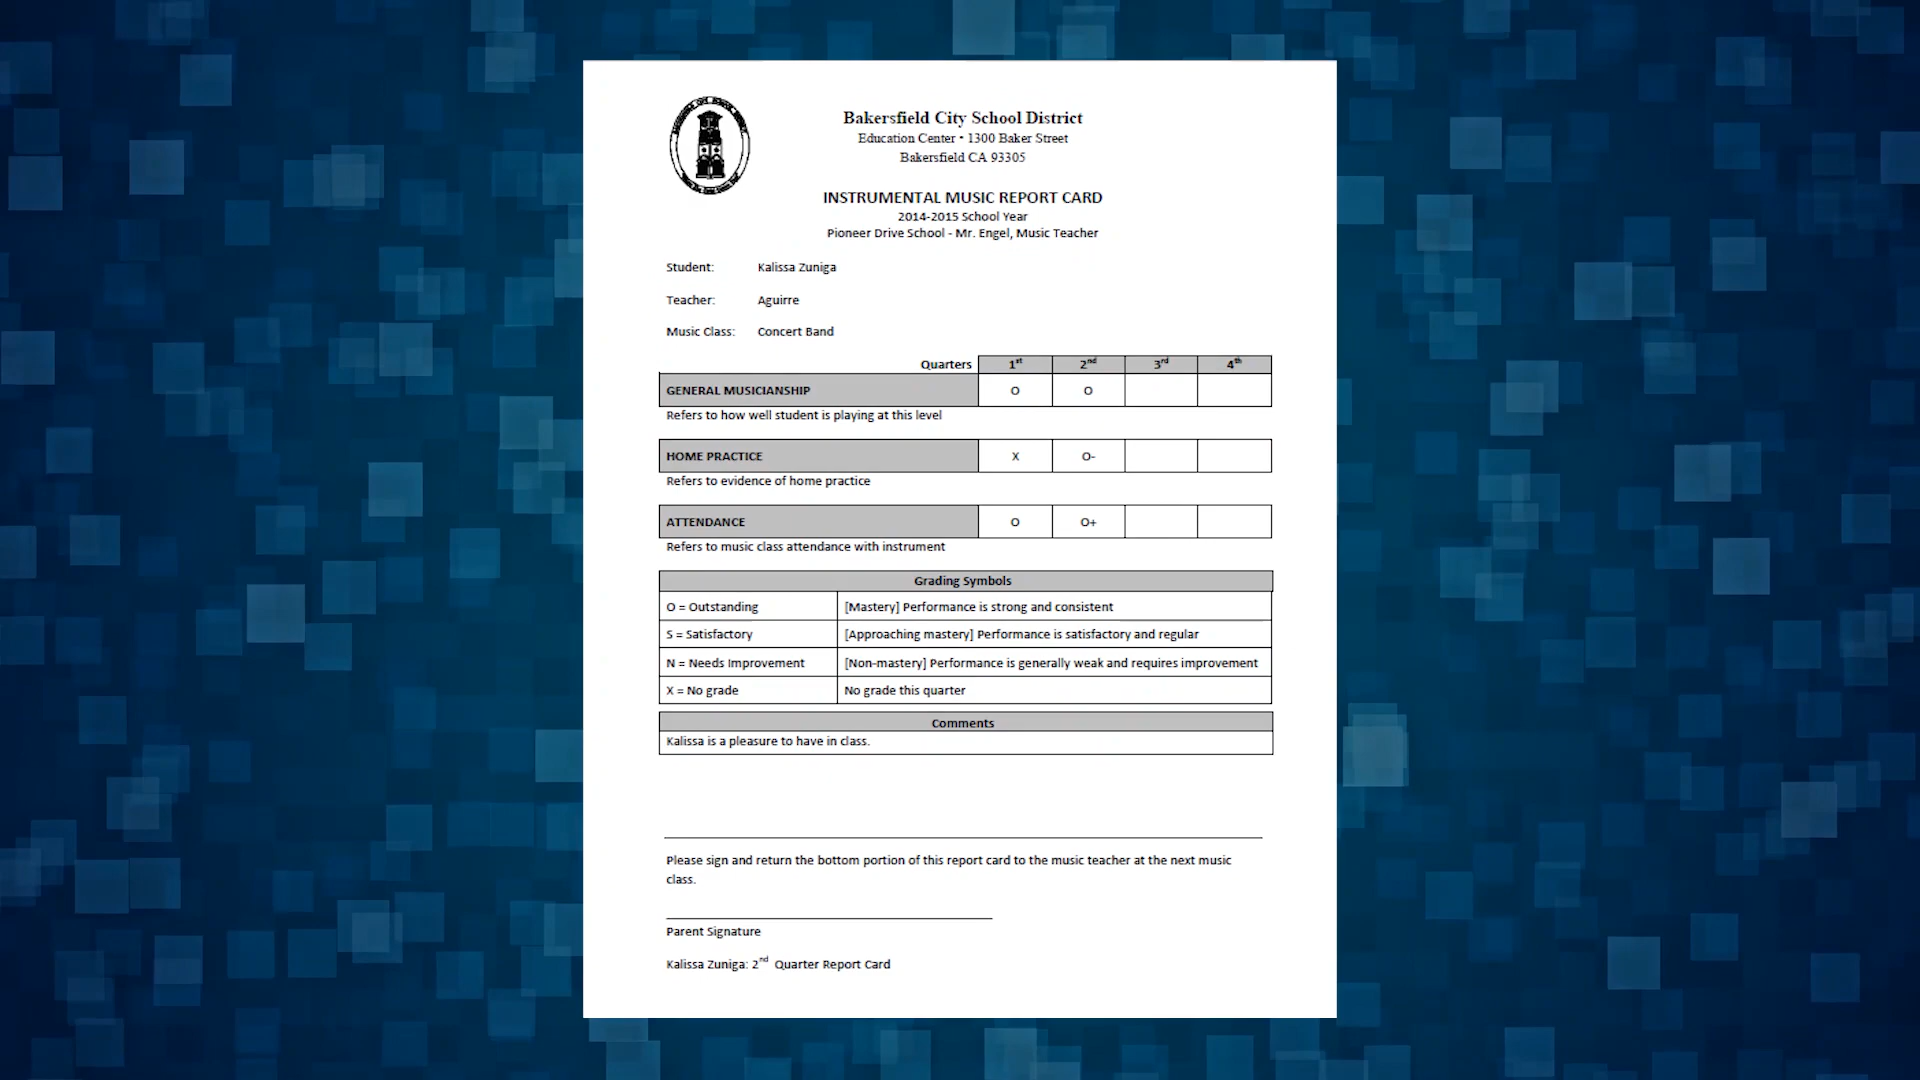 Bakersfield City School District
Education Center • 1300 Baker Street
Bakersfield CA 93305
INSTRUMENTAL MUSIC REPORT CARD
2014-2015 School Year
Pioneer Drive School - Mr. Engel, Music Teacher
Student: Kalissa Zuniga
Teacher: Aguirre
Music Class: Concert Band
Quarters 1st 2nd 3rd 4th
GENERAL MUSICIANSHIP O O
Refers to how well student is playing at this level
HOME PRACTICE X O-
Refers to evidence of home practice
ATTENDANCE O O+
Refers to music class attendance with instrument
Grading Symbols
O = Outstanding [Mastery] Performance is strong and consistent
S = Satisfactory [Approaching mastery] Performance is satisfactory and regular
N = Needs Improvement [Non-mastery] Performance is generally weak and requires improvement
X = No grade No grade this quarter
Comments
Kalissa is a pleasure to have in class.
Please sign and return the bottom portion of this report card to the music teacher at the next music
class.
Parent Signature
Kalissa Zuniga: 2nd Quarter Report Card